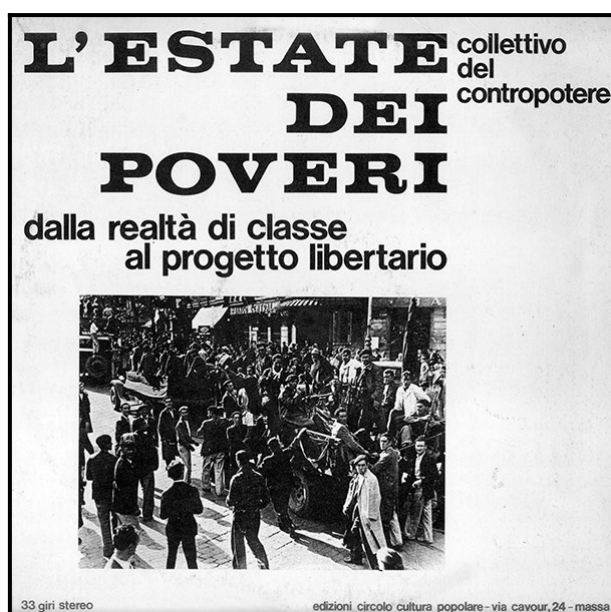 L'ESTATE
DEI
POVERI
collettivo
del
contropotere
dalla realtà di classe
al progetto libertario
33 giri stereo
edizioni circolo cultura popolare - via cavour, 24 - massa